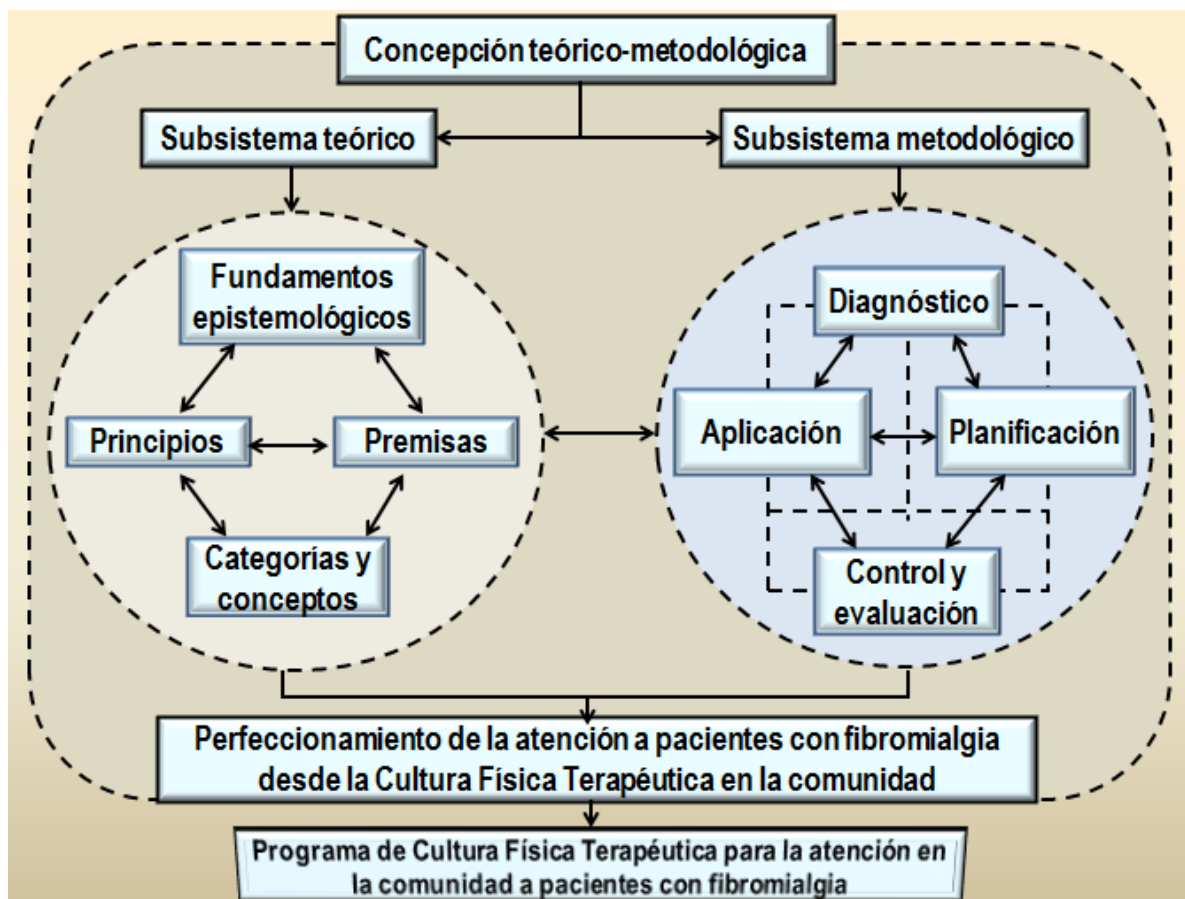 Concepción teórico-metodológica
Subsistema teórico
Subsistema metodológico
Fundamentos
epistemológicos
Principios
Premisas
Categorías y
conceptos
Diagnóstico
Aplicación
Planificación
Control y
evaluación
Perfeccionamiento de la atención a pacientes con fibromialgia
desde la Cultura Física Terapéutica en la comunidad
Programa de Cultura Física Terapéutica para la atención en
la comunidad a pacientes con fibromialgia